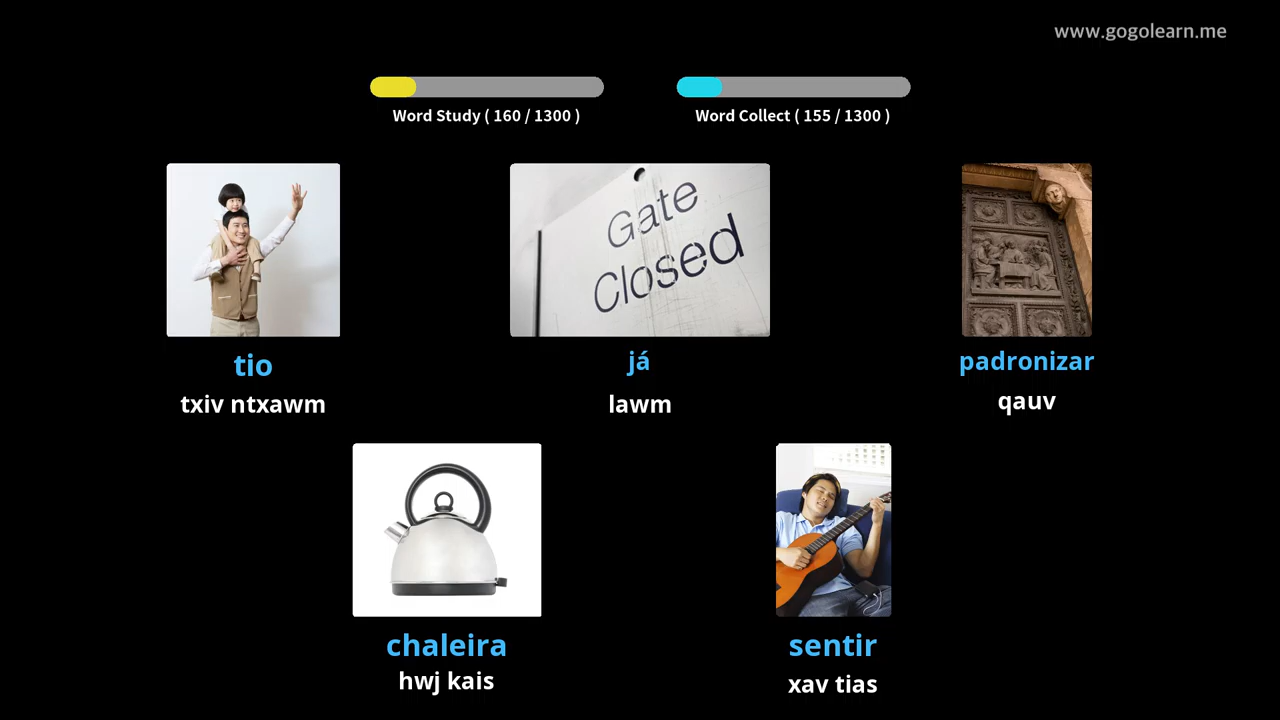 www.gogolearn.me
Word Study ( 160 / 1300 )
Word Collect ( 155 / 1300 )
Gate
Closed
tio
já
padronizar
txiv ntxawm
lawm
qauv
chaleira
sentir
hwj kais
xav tias